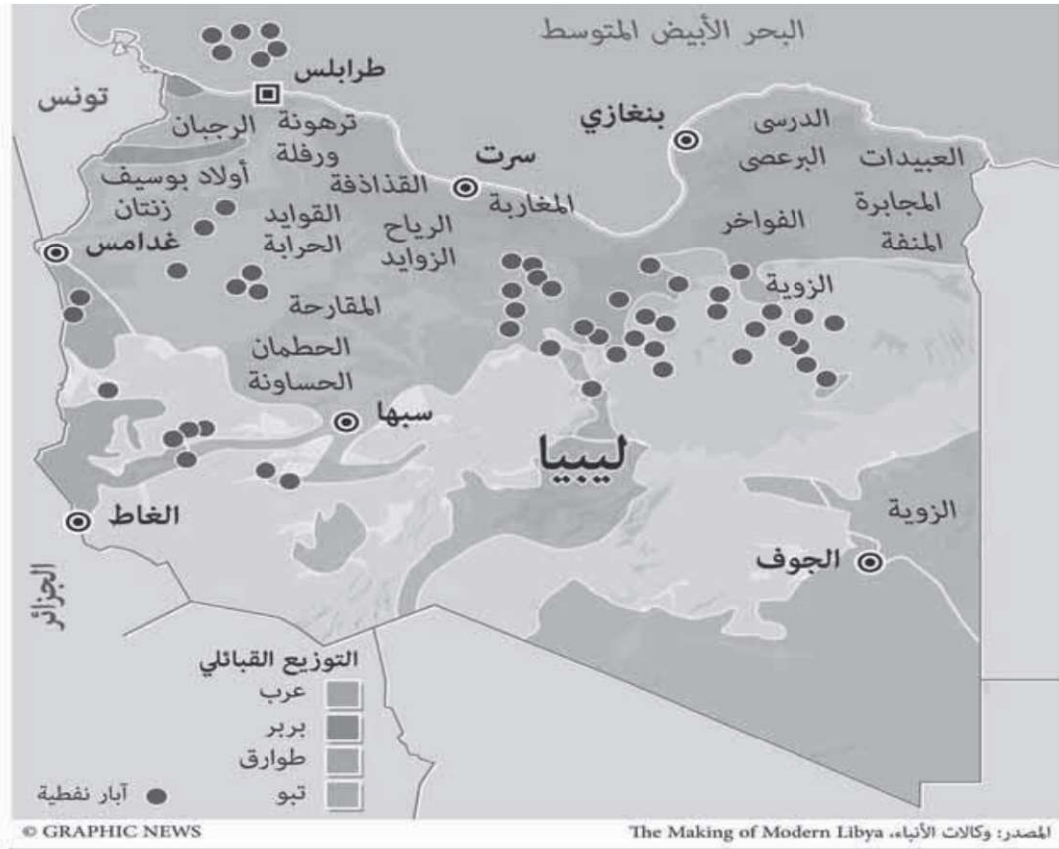 البحر الأبيض المتوسط
طرابلس
تونس
بنغازي
الدرسى
ترهونة
الرجبان
ورفلة
سرت
البرعصى
العبيدات
أولاد بوسيف
القذاذفة
المغاربة
المجابرة
زنتان
القوايد
الرياح
الفواخر
المنفة
غدامس
الحرابة
الزوايد
الزوية
المقارحة
الحطمان
الحساونة
سبها
ليبيا
الزوية
الغاط
الجوف
الجزائر
التوزيع القبائلي
عرب
بربر
طوارق
تبو
آبار نفطية
© GRAPHIC NEWS
المصدر: وكالات الأنباء، The Making of Modern Libya